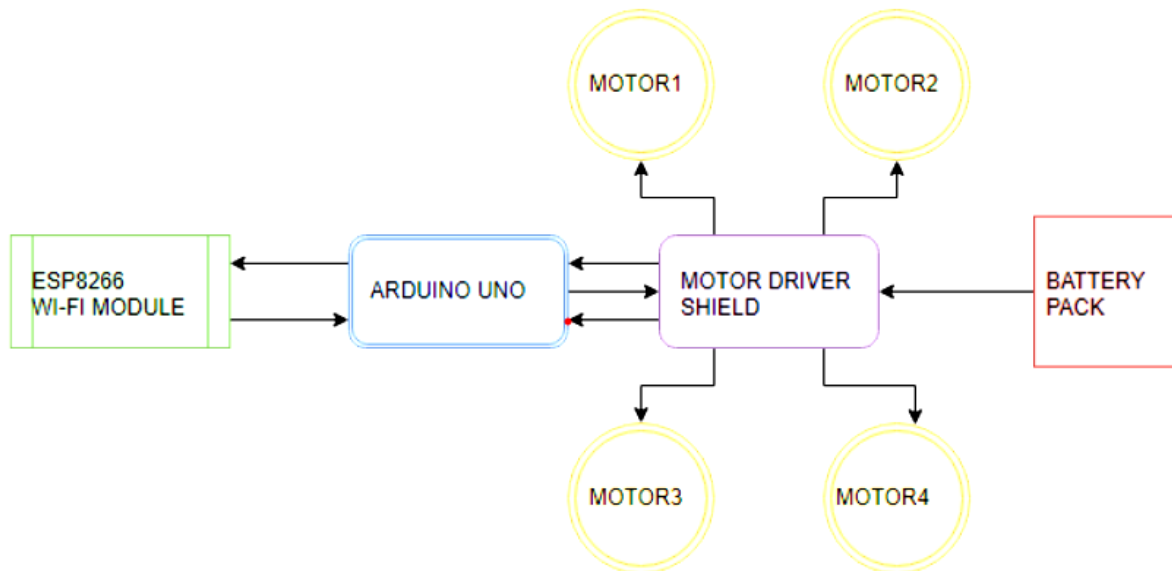 MOTOR1
MOTOR2
ESP8266
WI-FI MODULE
ARDUINO UNO
MOTOR DRIVER
SHIELD
BATTERY
PACK
MOTOR3
MOTOR4